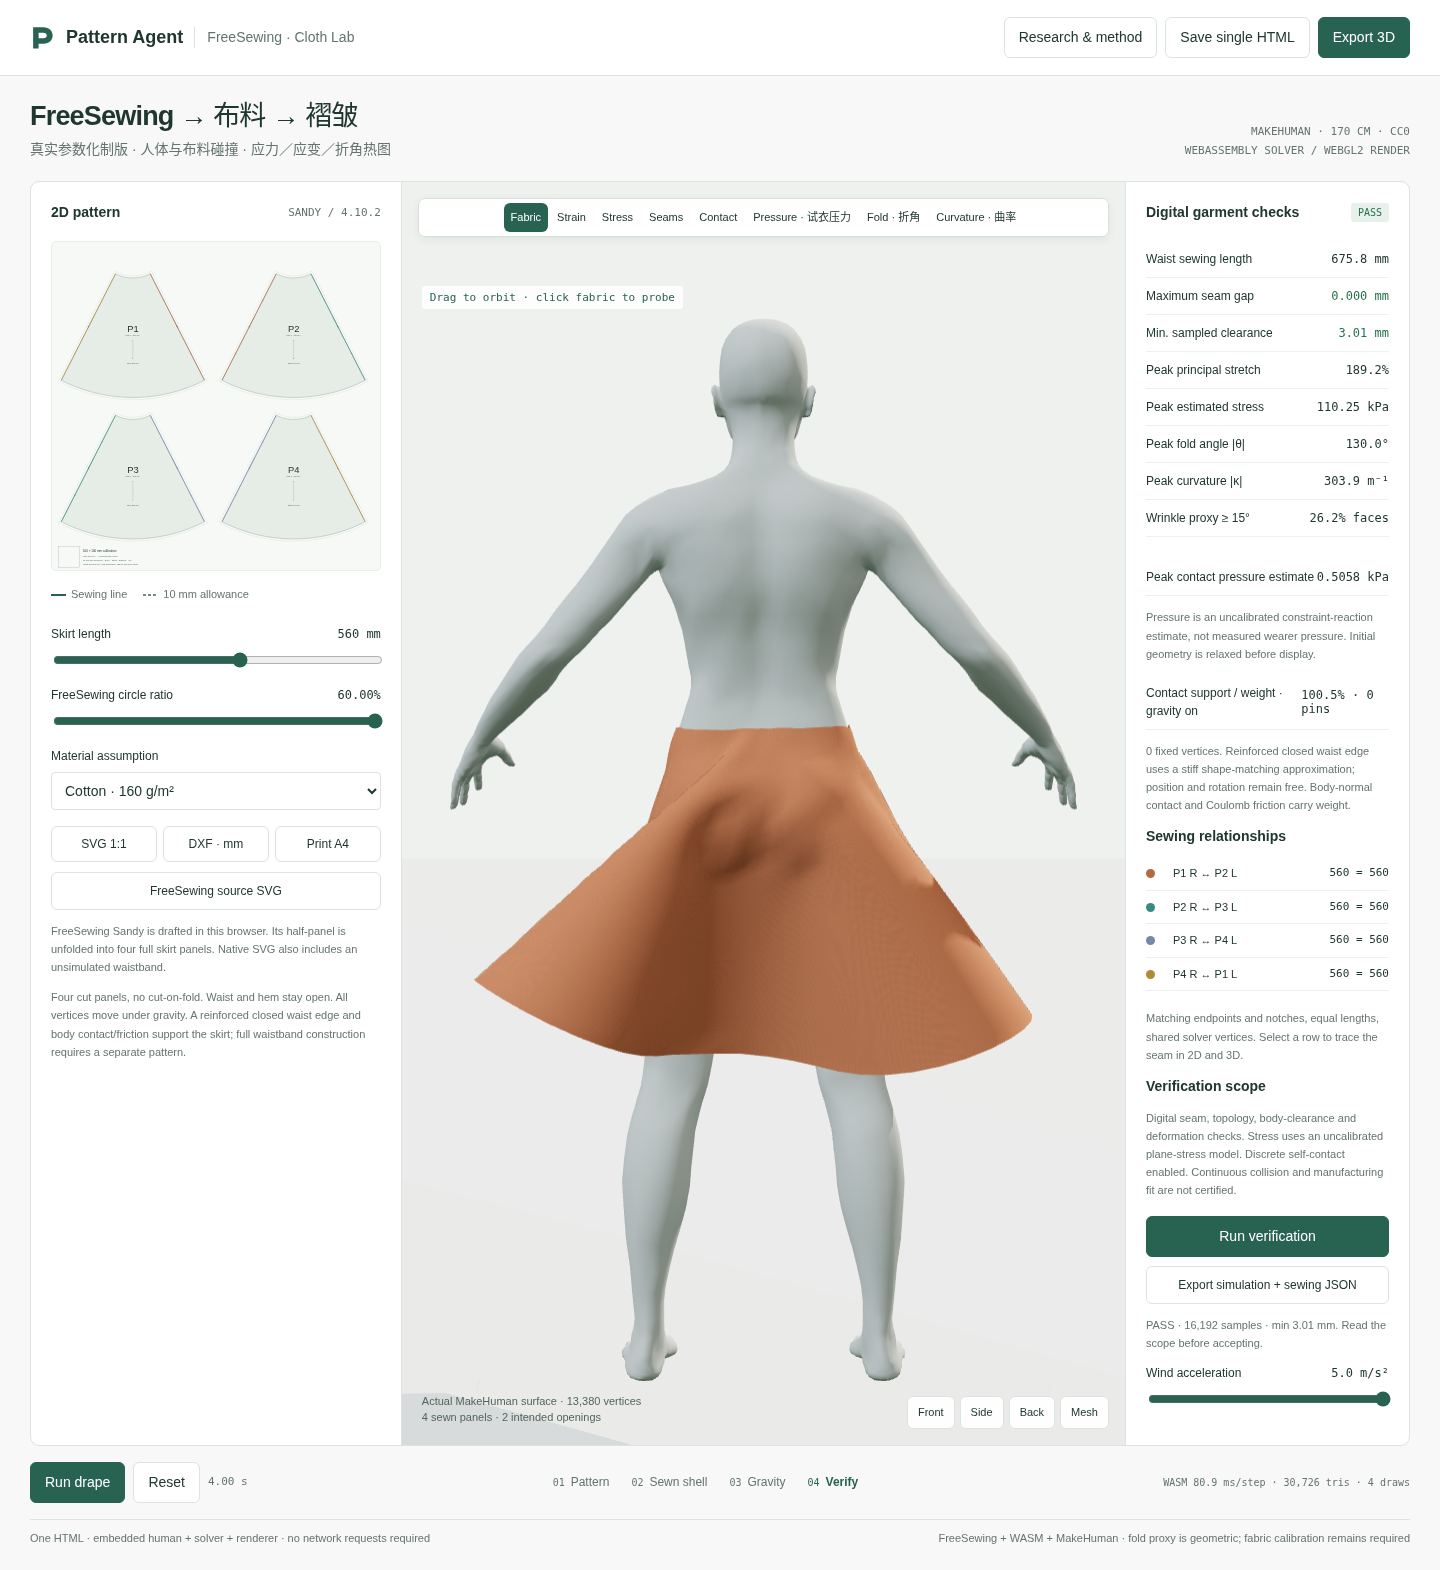 Pattern Agent
FreeSewing · Cloth Lab
Research & method
Save single HTML
Export 3D
FreeSewing → 布料 → 褶皱
真实参数化制版 · 人体与布料碰撞 · 应力／应变／折角热图
MAKEHUMAN · 170 CM · CC0
WEBASSEMBLY SOLVER / WEBGL2 RENDER
2D pattern
SANDY / 4.10.2
P1
P2
P3
P4
Sewing line
10 mm allowance
Skirt length
560 mm
FreeSewing circle ratio
60.00%
Material assumption
Cotton · 160 g/m²
SVG 1:1
DXF · mm
Print A4
FreeSewing source SVG
FreeSewing Sandy is drafted in this browser. Its half-panel is
unfolded into four full skirt panels. Native SVG also includes an
unsimulated waistband.
Four cut panels, no cut-on-fold. Waist and hem stay open. All
vertices move under gravity. A reinforced closed waist edge and
body contact/friction support the skirt; full waistband construction
requires a separate pattern.
Fabric
Strain
Stress
Seams
Contact
Pressure · 试衣压力
Fold · 折角
Curvature · 曲率
Drag to orbit · click fabric to probe
Actual MakeHuman surface · 13,380 vertices
4 sewn panels · 2 intended openings
Front
Side
Back
Mesh
Digital garment checks
PASS
Waist sewing length
675.8 mm
Maximum seam gap
0.000 mm
Min. sampled clearance
3.01 mm
Peak principal stretch
189.2%
Peak estimated stress
110.25 kPa
Peak fold angle |θ|
130.0°
Peak curvature |κ|
303.9 m⁻¹
Wrinkle proxy ≥ 15°
26.2% faces
Peak contact pressure estimate
0.5058 kPa
Pressure is an uncalibrated constraint-reaction
estimate, not measured wearer pressure. Initial
geometry is relaxed before display.
Contact support / weight ·
gravity on
100.5% · 0
pins
0 fixed vertices. Reinforced closed waist edge
uses a stiff shape-matching approximation;
position and rotation remain free. Body-normal
contact and Coulomb friction carry weight.
Sewing relationships
P1 R ↔ P2 L
560 = 560
P2 R ↔ P3 L
560 = 560
P3 R ↔ P4 L
560 = 560
P4 R ↔ P1 L
560 = 560
Matching endpoints and notches, equal lengths,
shared solver vertices. Select a row to trace the
seam in 2D and 3D.
Verification scope
Digital seam, topology, body-clearance and
deformation checks. Stress uses an uncalibrated
plane-stress model. Discrete self-contact
enabled. Continuous collision and manufacturing
fit are not certified.
Run verification
Export simulation + sewing JSON
PASS · 16,192 samples · min 3.01 mm. Read the
scope before accepting.
Wind acceleration
5.0 m/s²
Run drape
Reset
4.00 s
01 Pattern
02 Sewn shell
03 Gravity
04 Verify
WASM 80.9 ms/step · 30,726 tris · 4 draws
One HTML · embedded human + solver + renderer · no network requests required
FreeSewing + WASM + MakeHuman · fold proxy is geometric; fabric calibration remains required